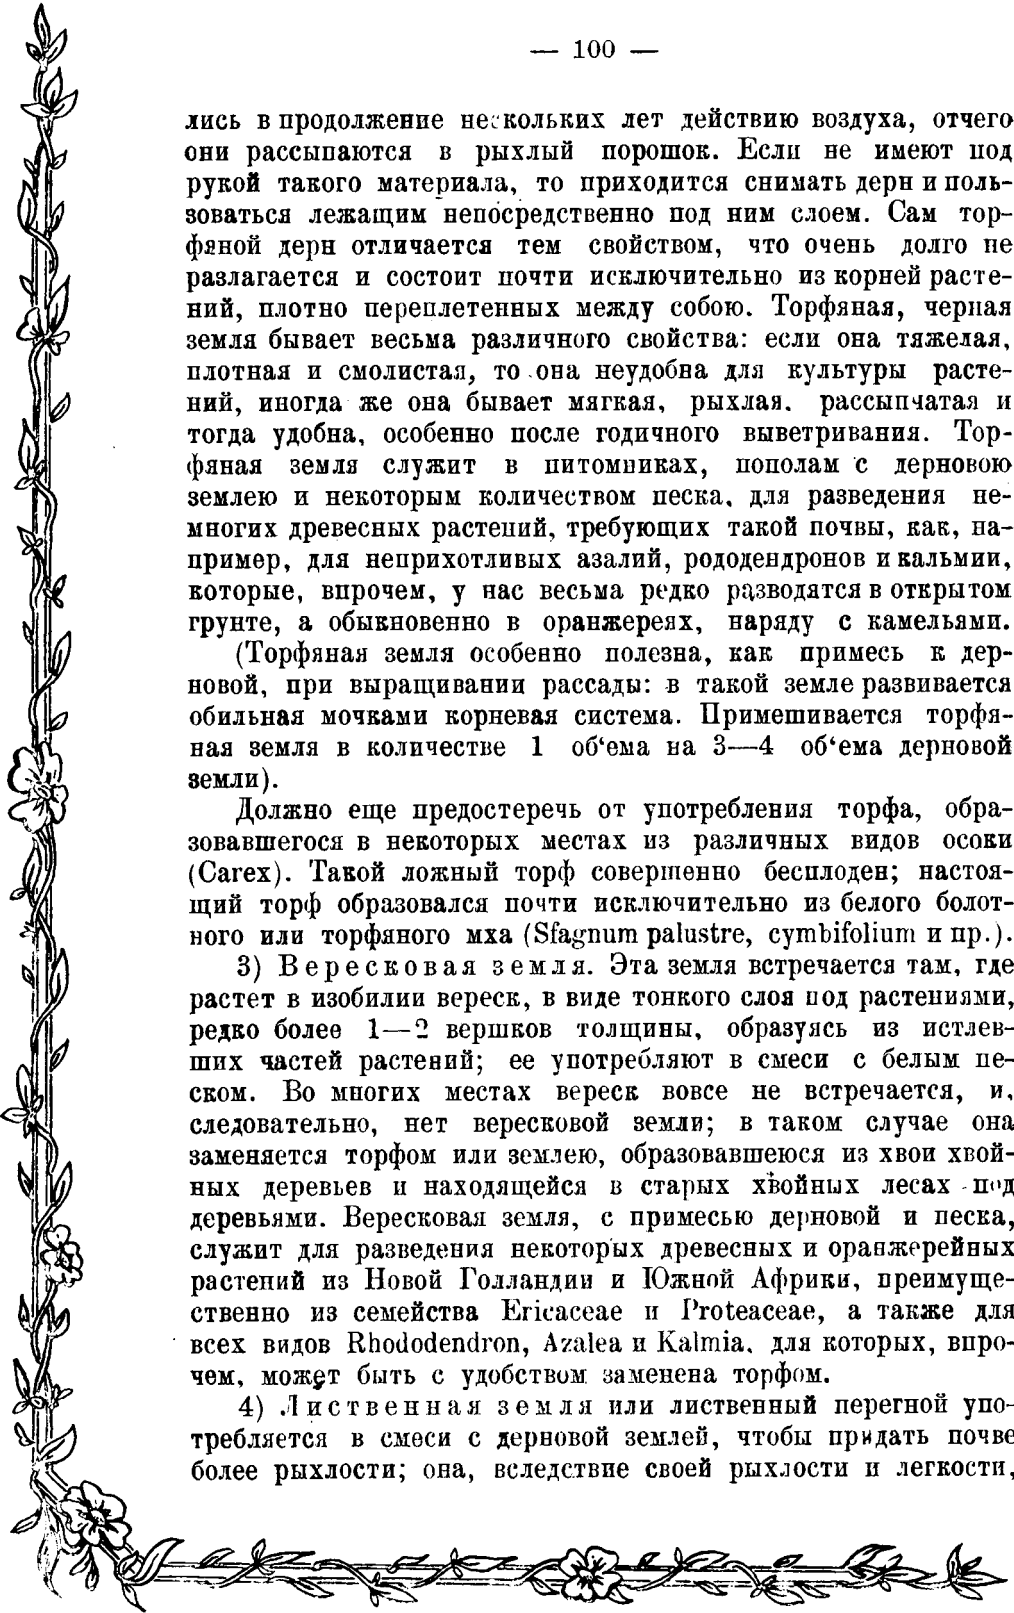 — 100 —
лись в продолжение нескольких лет действию воздуха, отчего
они рассыпаются в рыхлый порошок. Если не имеют под
рукой такого материала, то приходится снимать дерн и поль-
зоваться лежащим непосредственно под ним слоем. Сам тор-
фяной дерн отличается тем свойством, что очень долго не
разлагается и состоит почти исключительно из корней расте-
ний, плотно переплетенных между собою. Торфяная, черная
земля бывает весьма различного свойства: если она тяжелая,
плотная и смолистая, то она неудобна для культуры расте-
ний, иногда же она бывает мягкая, рыхлая. рассыпчатая и
тогда удобна, особенно после годичного выветривания. Тор-
фяная земля служит в питомниках, пополам с дерновою
землею и некоторым количеством песка, для разведения не-
многих древесных растений, требующих такой почвы, как, на-
пример, для неприхотливых азалий, рододендронов и кальмии,
которые, впрочем, у нас весьма редко разводятся в открытом
грунте, а обыкновенно в оранжереях, наряду с камельями.
(Торфяная земля особенно полезна, как примесь к дер-
новой, при выращивании рассады: в такой земле развивается
обильная мочками корневая система. Примешивается торфя-
ная земля в количестве 1 об‘ема на 3—4 об‘ема дерновой
земли).
Должно еще предостеречь от употребления торфа, обра-
зовавшегося в некоторых местах из различных видов осоки
(Carex). Такой ложный торф совершенно бесплоден; настоя-
щий торф образовался почти исключительно из белого болот-
ного или торфяного мха (Sfagnum palustre, cymbifolium и пр.).
3) Вересковая земля. Эта земля встречается там, где
растет в изобилии вереск, в виде тонкого слоя под растениями,
редко более 1—2 вершков толщины, образуясь из истлев-
ших частей растений; ее употребляют в смеси с белым пе-
ском. Во многих местах вереск вовсе не встречается, и,
следовательно, нет вересковой земли; в таком случае она
заменяется торфом или землею, образовавшеюся из хвои хвой-
ных деревьев и находящейся в старых хвойных лесах под
деревьями. Вересковая земля, с примесью дерновой и песка,
служит для разведения некоторых древесных и оранжерейных
растений из Новой Голландии и Южной Африки, преимуще-
ственно из семейства Ericaceae и Proteaceae, а также для
всех видов Rhododendron, Azalea и Kalmia, для которых, впро-
чем, может быть с удобством заменена торфом.
4) Лиственная земля или лиственный перегной упо-
требляется в смеси с дерновой землей, чтобы придать почве
более рыхлости; она, вследствие своей рыхлости и легкости,